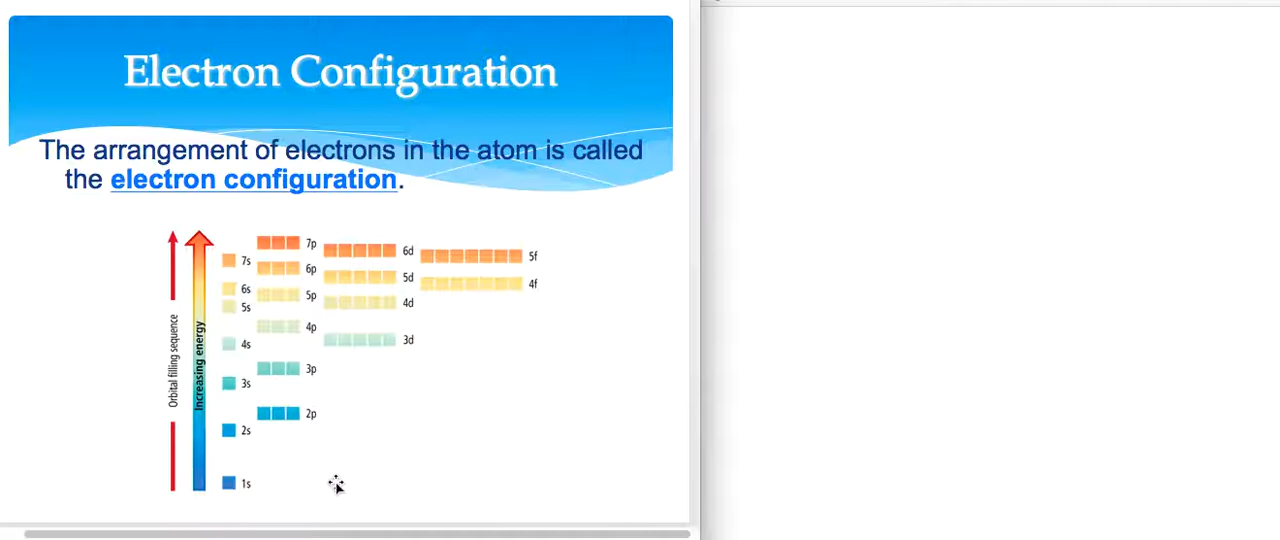 Electron Configuration
The arrangement of electrons in the atom is called
the electron configuration.
7p
6d
5f
7s
6p
5d
4f
6s
5p
4d
5s
4p
3d
4s
3p
3s
2p
2s
1s
Orbital filling sequence
Increasing energy